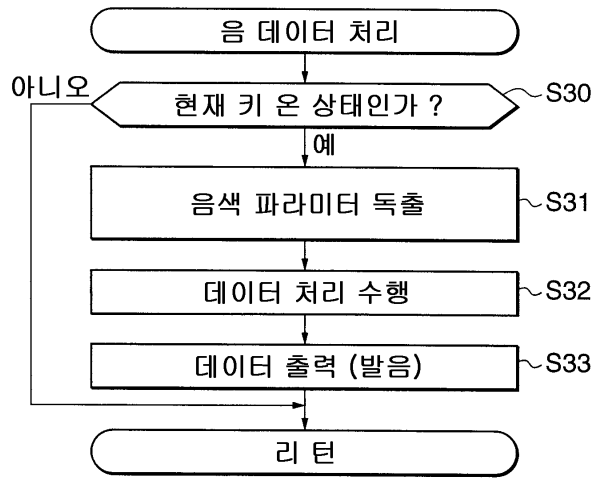 음 데이터 처리
아니오
현재 키 온 상태인가 ?
S30
예
음색 파라미터 독출
S31
데이터 처리 수행
S32
데이터 출력 (발음)
S33
리 턴